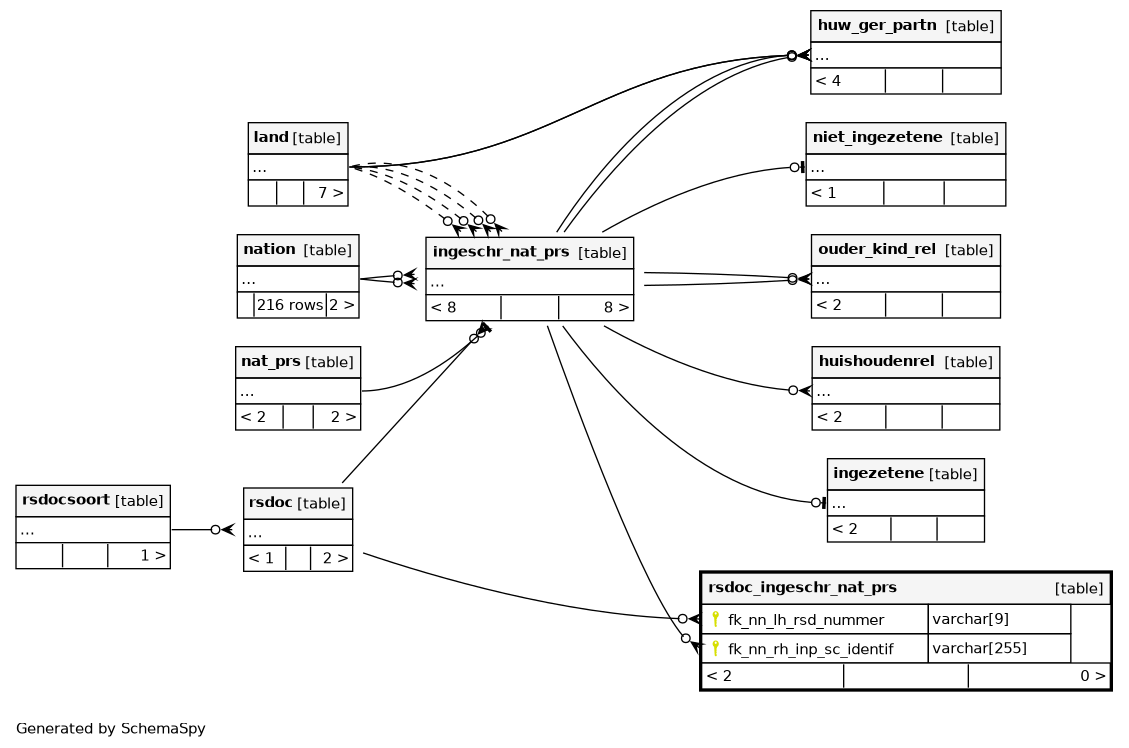 huw_ger_partn [table]
...
< 4
land [table]
...
7 >
niet_ingezetene [table]
...
< 1
nation [table]
...
216 rows 2 >
ingeschr_nat_prs [table]
...
< 8 8 >
ouder_kind_rel [table]
...
< 2
nat_prs [table]
...
< 2 2 >
huishoudenrel [table]
...
< 2
ingezetene [table]
...
< 2
rsdocsoort [table]
...
1 >
rsdoc [table]
...
< 1 2 >
rsdoc_ingeschr_nat_prs [table]
fk_nn_lh_rsd_nummer varchar[9]
fk_nn_rh_inp_sc_identif varchar[255]
< 2 0 >
Generated by SchemaSpy